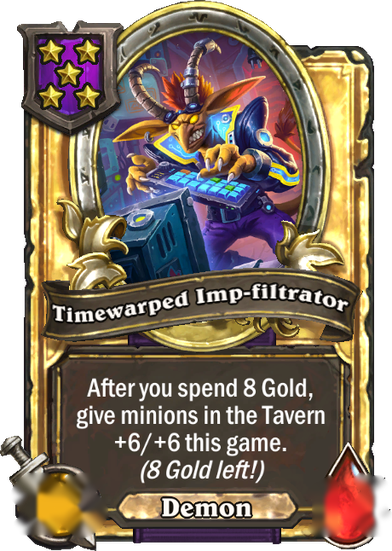 Timewarped Imp-filtrator
After you spend 8 Gold,
give minions in the Tavern
+6/+6 this game.
(8 Gold left!)
Demon